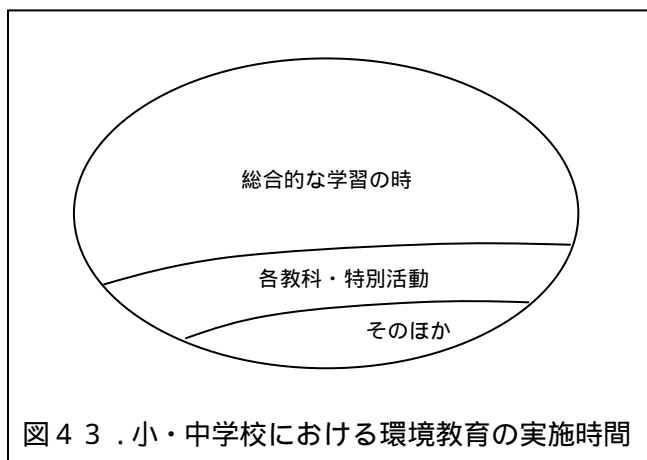 総合的な学習の時
各教科・特別活動
そのほか
図４３．小・中学校における環境教育の実施時間